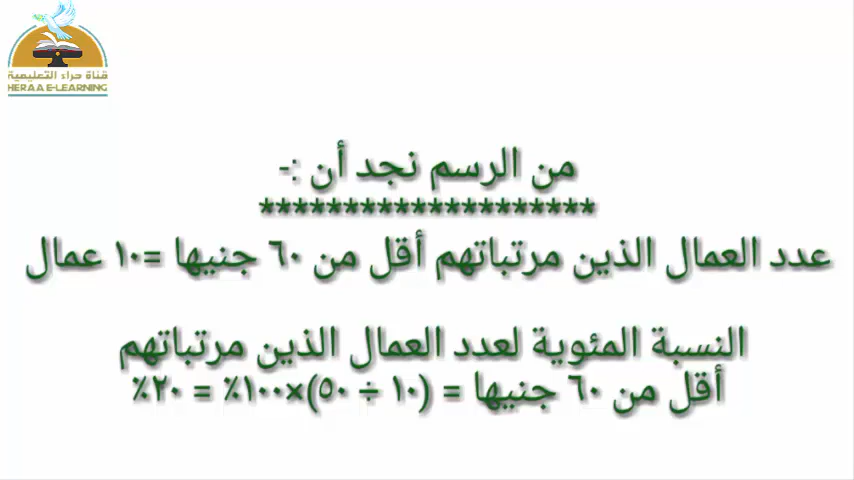 قناة حراء التعليمية
HERAA E-LEARNING
من الرسم نجد أن :-
********************
عدد العمال الذين مرتباتهم أقل من ٦٠ جنيها =١٠ عمال
النسبة المئوية لعدد العمال الذين مرتباتهم
أقل من ٦٠ جنيها = (١٠ ÷ ٥٠)×١٠٠٪ = ٢٠٪